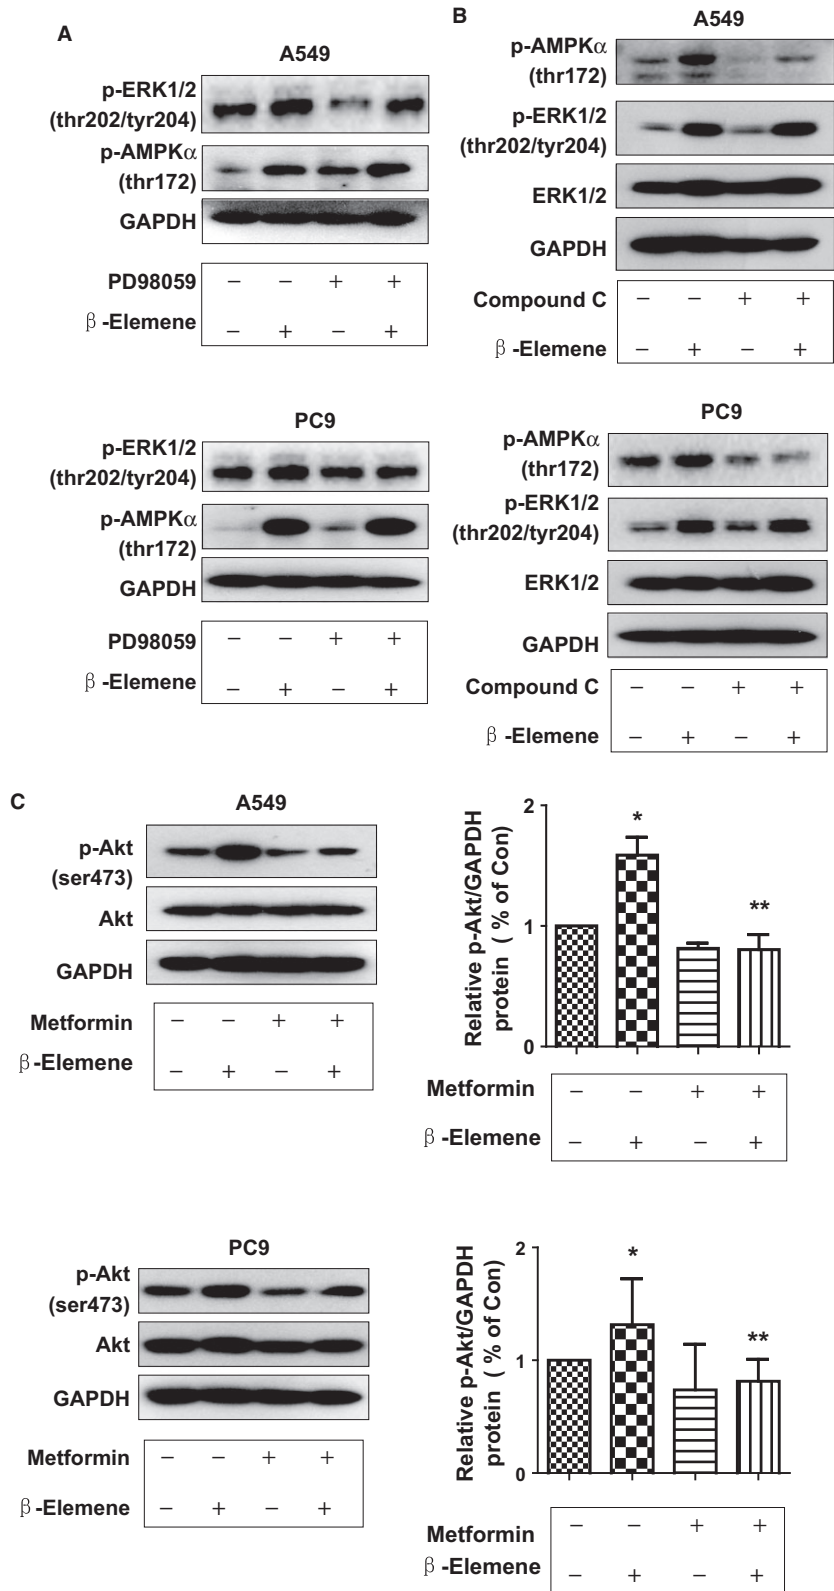 A
A549
p-ERK1/2
(thr202/tyr204)
p-AMPKα
(thr172)
GAPDH
PD98059 − − + +
β-Elemene − + − +
PC9
p-ERK1/2
(thr202/tyr204)
p-AMPKα
(thr172)
GAPDH
PD98059 − − + +
β-Elemene − + − +
B
A549
p-AMPKα
(thr172)
p-ERK1/2
(thr202/tyr204)
ERK1/2
GAPDH
Compound C − − + +
β-Elemene − + − +
PC9
p-AMPKα
(thr172)
p-ERK1/2
(thr202/tyr204)
ERK1/2
GAPDH
Compound C − − + +
β-Elemene − + − +
C
A549
p-Akt
(ser473)
Akt
GAPDH
Metformin − − + +
β-Elemene − + − +
Relative p-Akt/GAPDH
protein ( % of Con)
2
1
0
*
**
Metformin − − + +
β-Elemene − + − +
PC9
p-Akt
(ser473)
Akt
GAPDH
Metformin − − + +
β-Elemene − + − +
Relative p-Akt/GAPDH
protein ( % of Con)
2
1
0
*
**
Metformin − − + +
β-Elemene − + − +